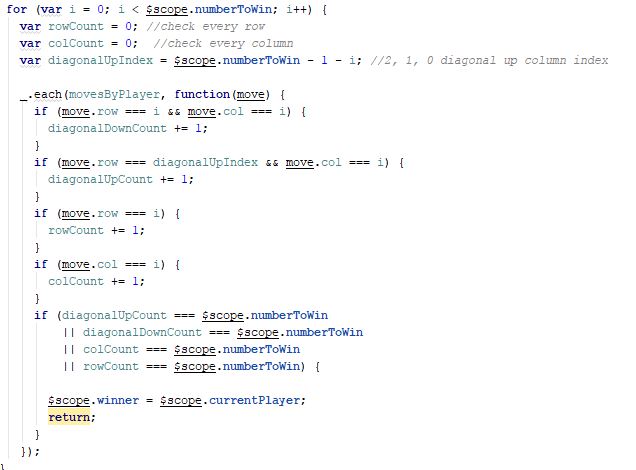 for (var i = 0; i < $scope.numberToWin; i++) {
var rowCount = 0; //check every row
var colCount = 0;  //check every column
var diagonalUpIndex = $scope.numberToWin - 1 - i; //2, 1, 0 diagonal up column index
_.each(movesByPlayer, function(move) {
if (move.row === i && move.col === i) {
diagonalDownCount += 1;
}
if (move.row === diagonalUpIndex && move.col === i) {
diagonalUpCount += 1;
}
if (move.row === i) {
rowCount += 1;
}
if (move.col === i) {
colCount += 1;
}
if (diagonalUpCount === $scope.numberToWin
|| diagonalDownCount === $scope.numberToWin
|| colCount === $scope.numberToWin
|| rowCount === $scope.numberToWin) {
$scope.winner = $scope.currentPlayer;
return;
}
});
}